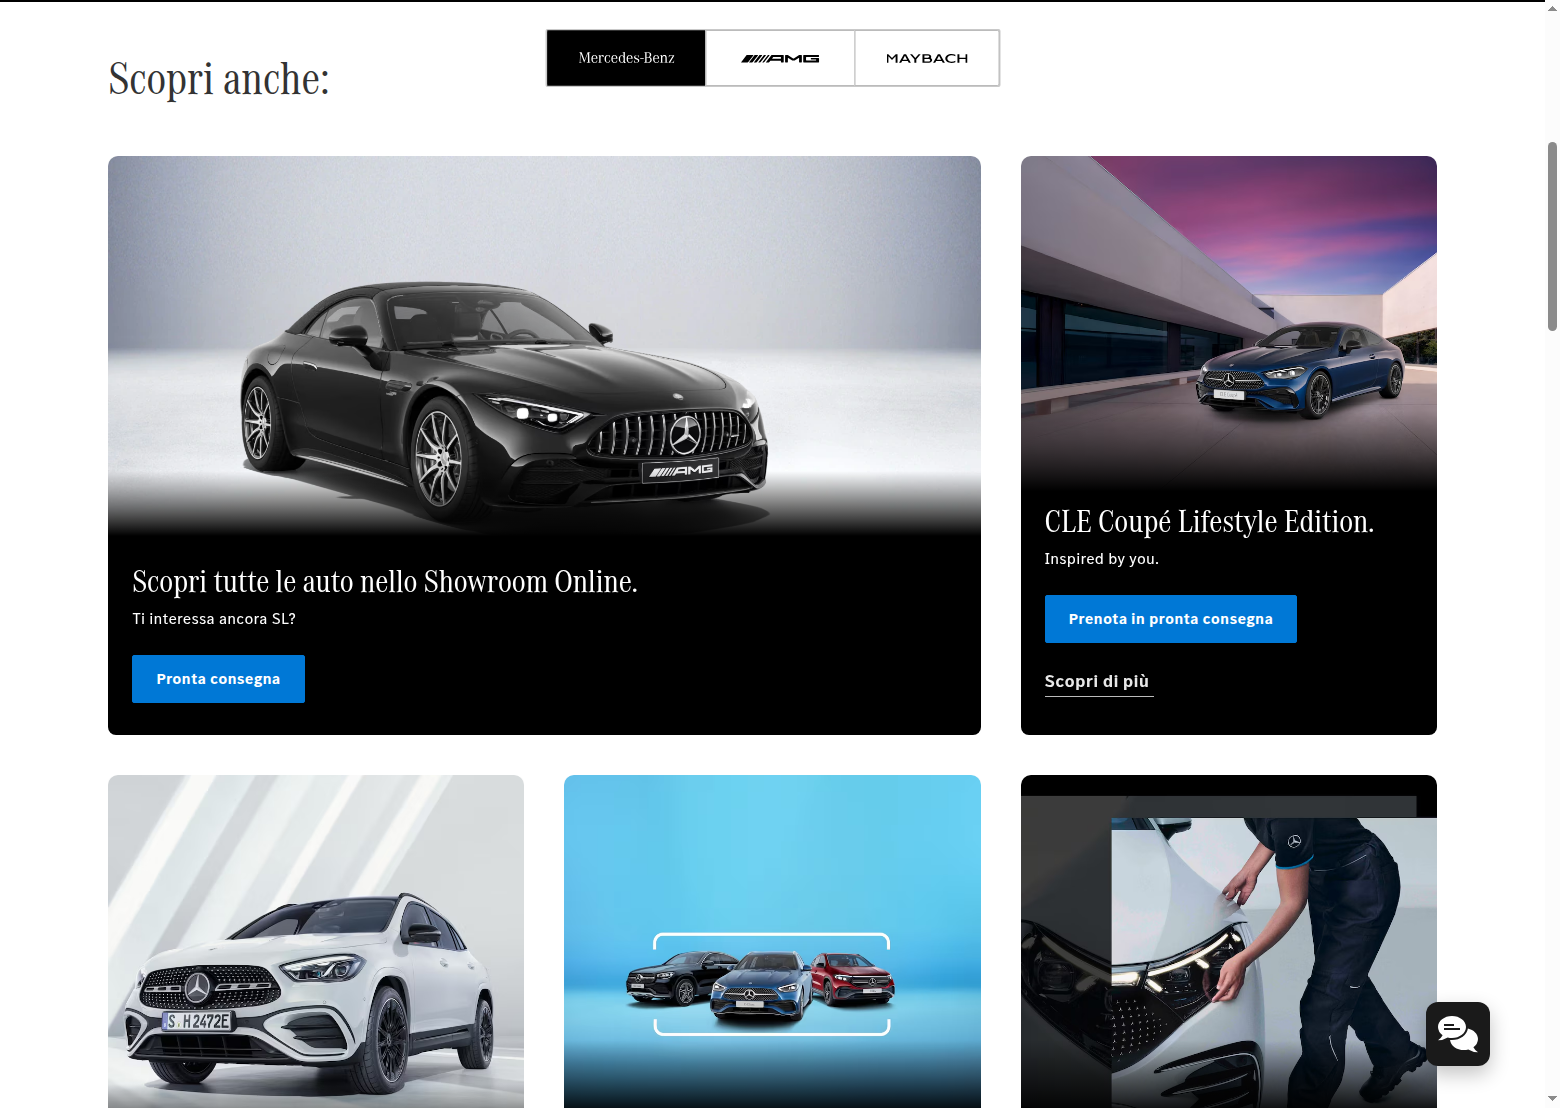 Scopri anche:
Mercedes-Benz
AMG
MAYBACH
AMG
Scopri tutte le auto nello Showroom Online.
Ti interessa ancora SL?
Pronta consegna
CLE Coupé Lifestyle Edition.
Inspired by you.
Prenota in pronta consegna
Scopri di più
S H 2472E